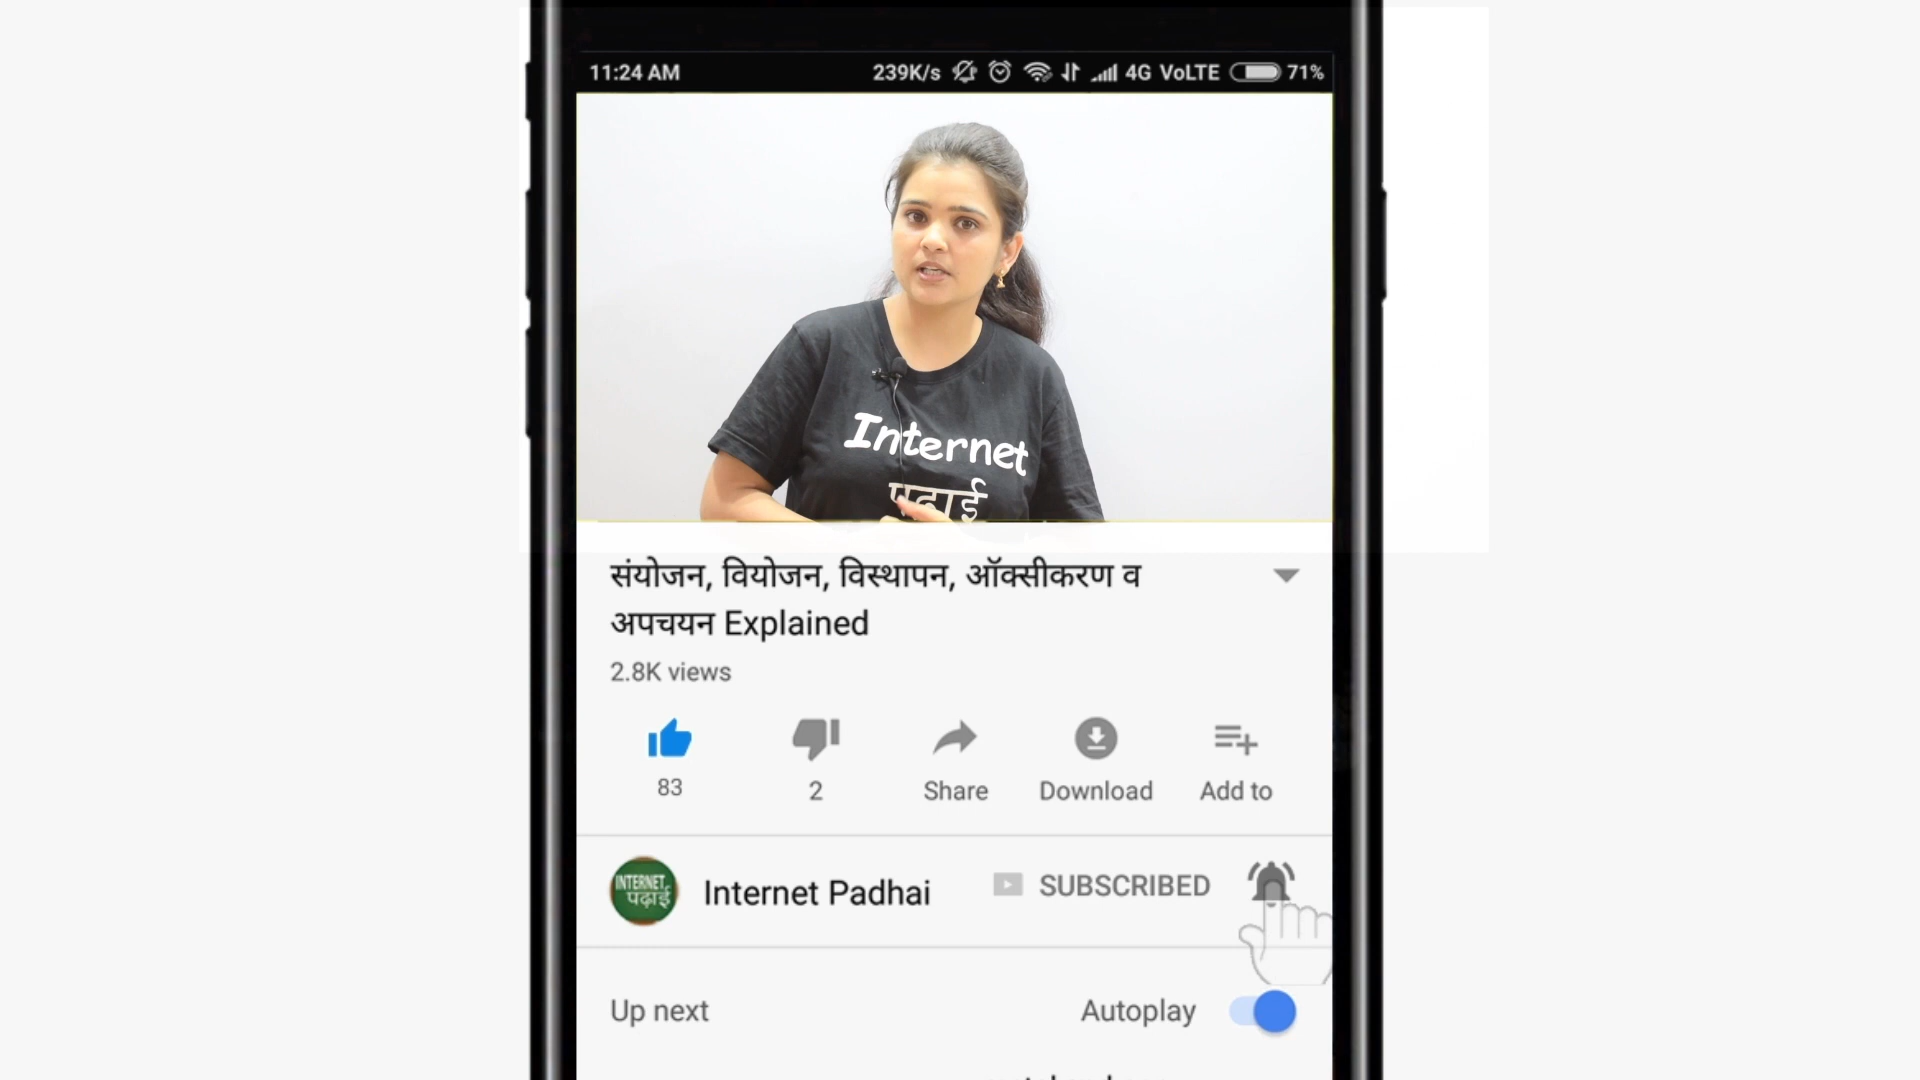 11:24 AM 239K/s 4G VoLTE 71%
Internet
पढ़ाई
संयोजन, वियोजन, विस्थापन, ऑक्सीकरण व
अपचयन Explained
2.8K views
83 2 Share Download Add to
INTERNET
पढ़ाई
Internet Padhai SUBSCRIBED
Up next Autoplay